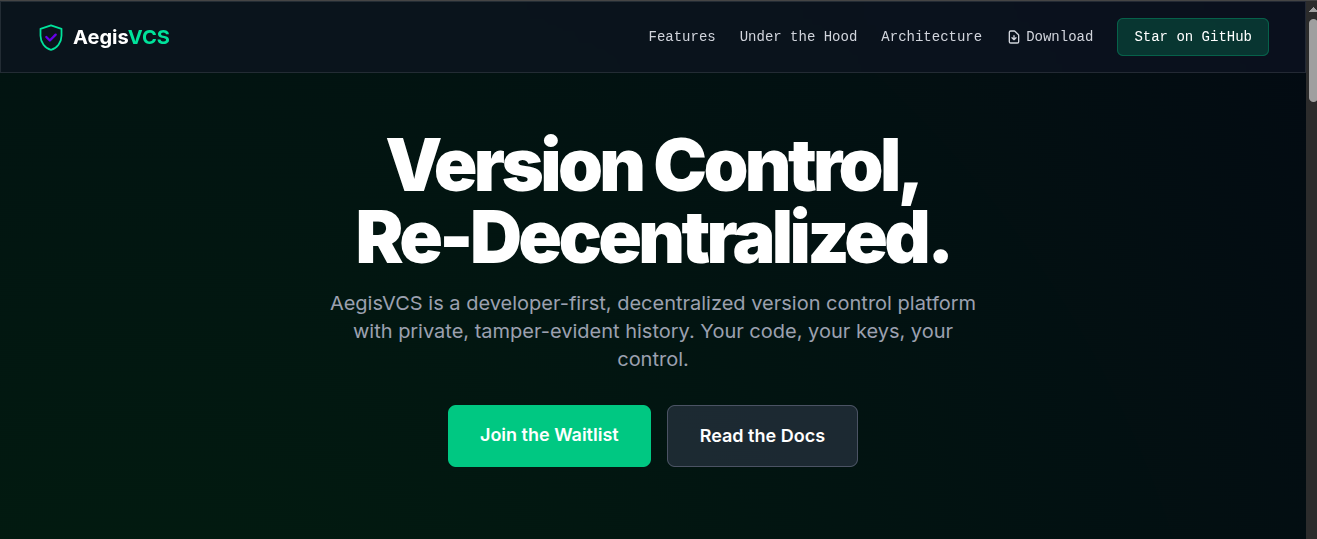 AegisVCS
Features
Under the Hood
Architecture
Download
Star on GitHub
Version Control,
Re-Decentralized.
AegisVCS is a developer-first, decentralized version control platform
with private, tamper-evident history. Your code, your keys, your
control.
Join the Waitlist
Read the Docs